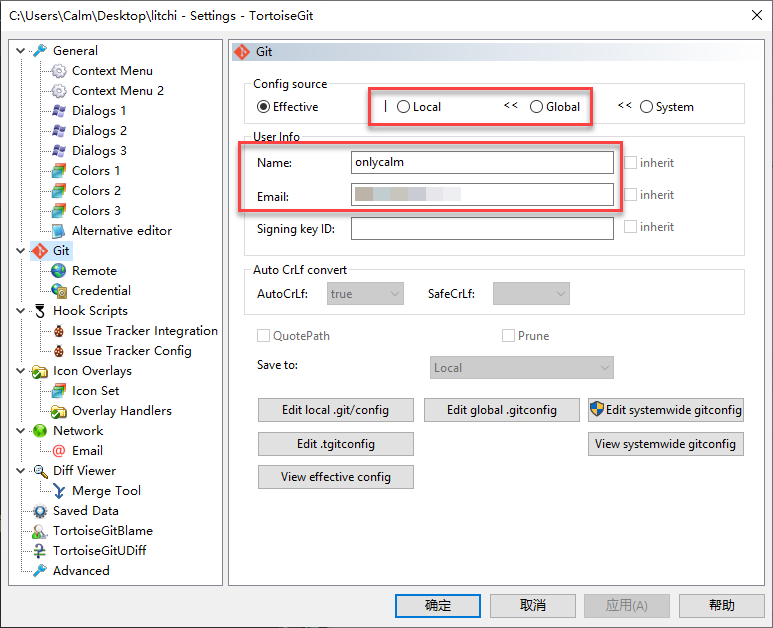 C:\Users\Calm\Desktop\litchi - Settings - TortoiseGit
General
Context Menu
Context Menu 2
Dialogs 1
Dialogs 2
Dialogs 3
Colors 1
Colors 2
Colors 3
Alternative editor
Git
Remote
Credential
Hook Scripts
Issue Tracker Integration
Issue Tracker Config
Icon Overlays
Icon Set
Overlay Handlers
Network
Email
Diff Viewer
Merge Tool
Saved Data
TortoiseGitBlame
TortoiseGitUDiff
Advanced
Git
Config source
Effective | Local << Global << System
User Info
Name: onlycalm inherit
Email: inherit
Signing key ID: inherit
Auto CrLf convert
AutoCrLf: true SafeCrLf:
QuotePath Prune
Save to: Local
Edit local .git/config Edit global .gitconfig Edit systemwide gitconfig
Edit .tgitconfig View systemwide gitconfig
View effective config
确定 取消 应用(A) 帮助